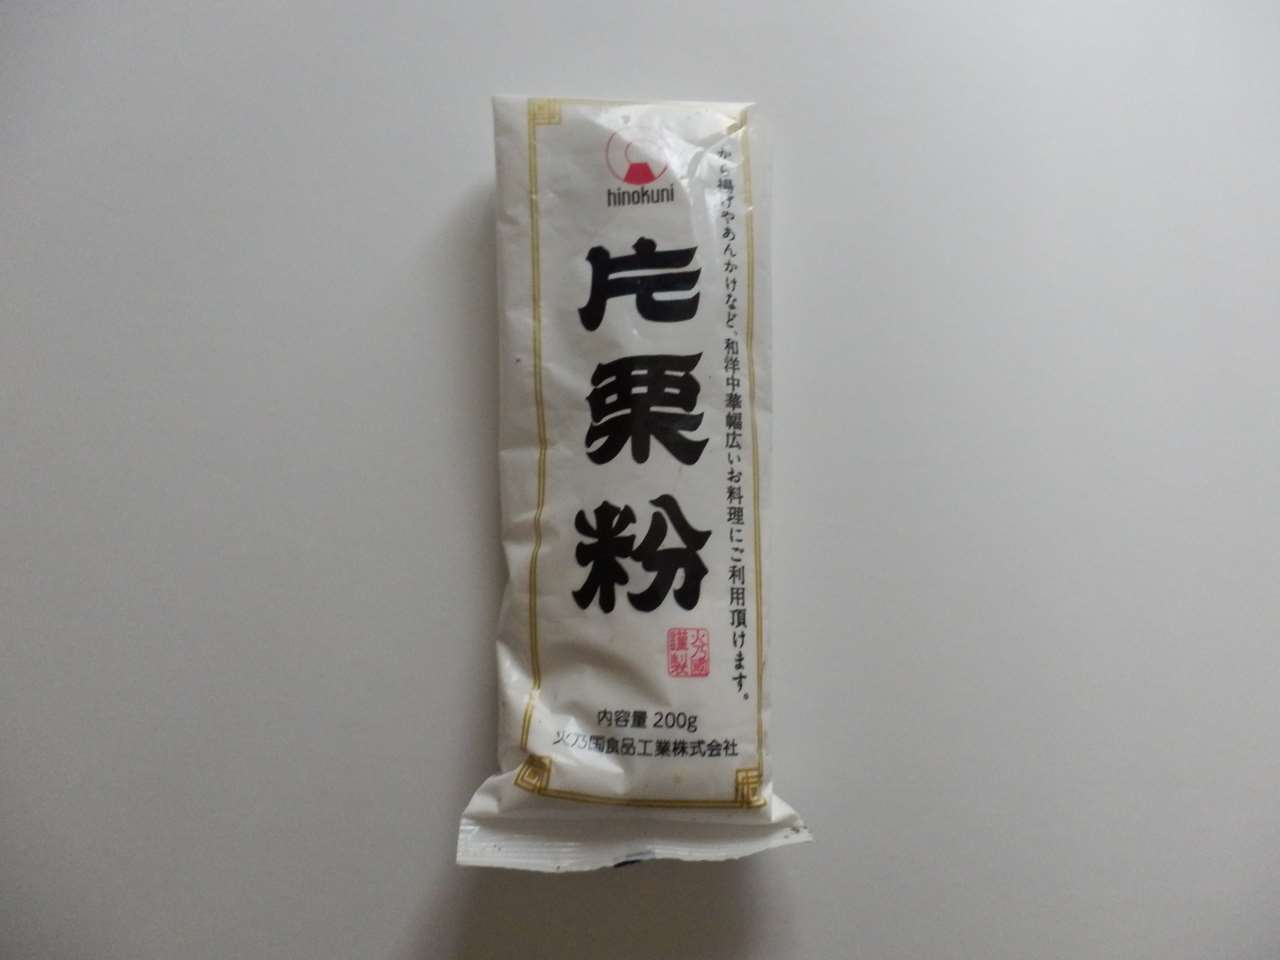 hinokuni
片栗粉
から揚げやあんかけなど、和洋中華幅広いお料理にご利用頂けます。
火乃國
謹製
内容量 200g
火乃国食品工業株式会社